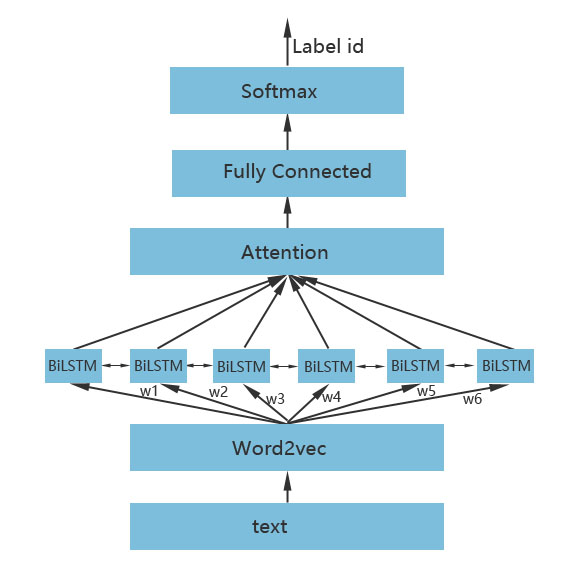 Label id
Softmax
Fully Connected
Attention
BiLSTM BiLSTM BiLSTM BiLSTM BiLSTM BiLSTM
w1 w2 w3 w4 w5 w6
Word2vec
text